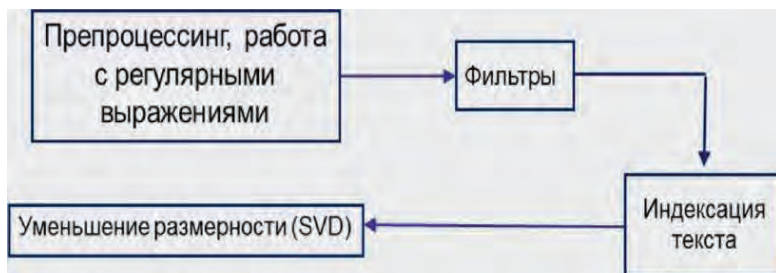 Препроцессинг, работа
с регулярными
выражениями
Фильтры
Индексация
текста
Уменьшение размерности (SVD)